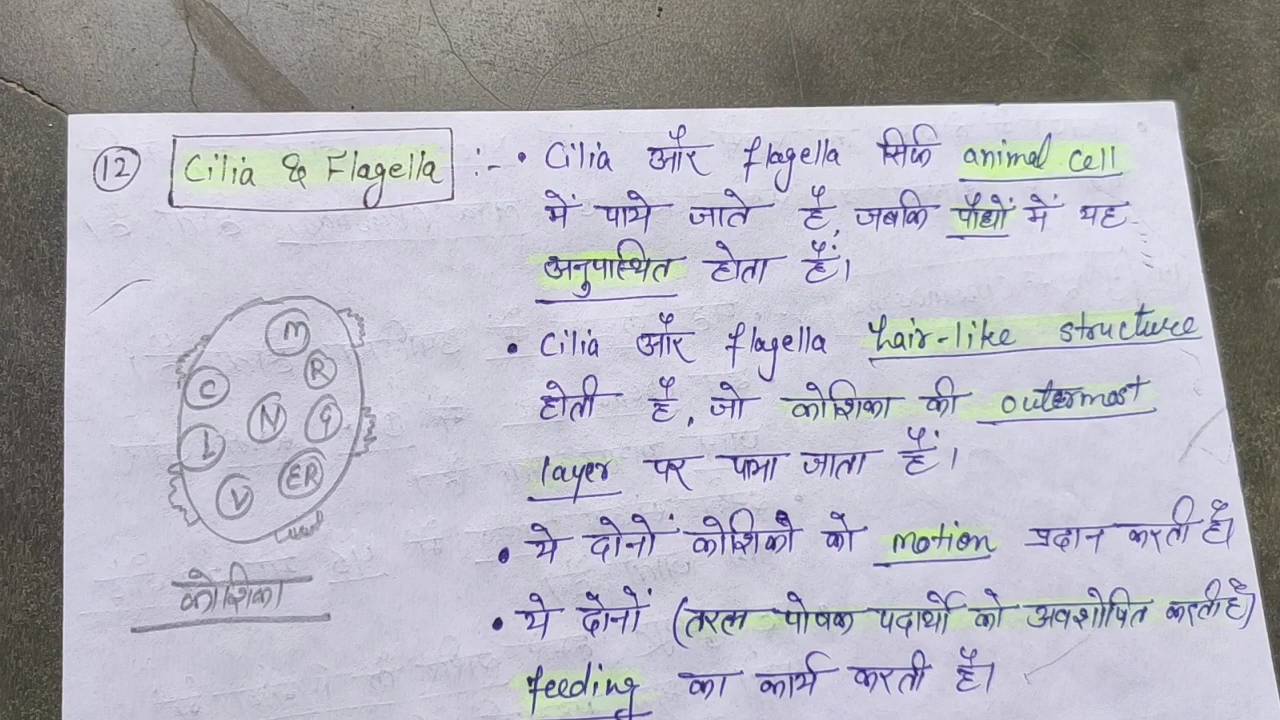 12 Cilia & Flagella :- • Cilia और flagella सिर्फ animal cell
में पाये जाते है, जबकि पौधों में यह
अनुपास्थित होता हैं।
• Cilia और flagella hair-like structure
होती है, जो कोशिका की outermost
layer पर पाया जाता हैं।
• ये दोनों कोशिके को motion प्रदान करती है।
• ये दोनों (तरल पोषक पदार्थो को अवशोषित करती है)
feeding का कार्य करती है।
M
R
C
N
G
L
ER
V
कोशिका